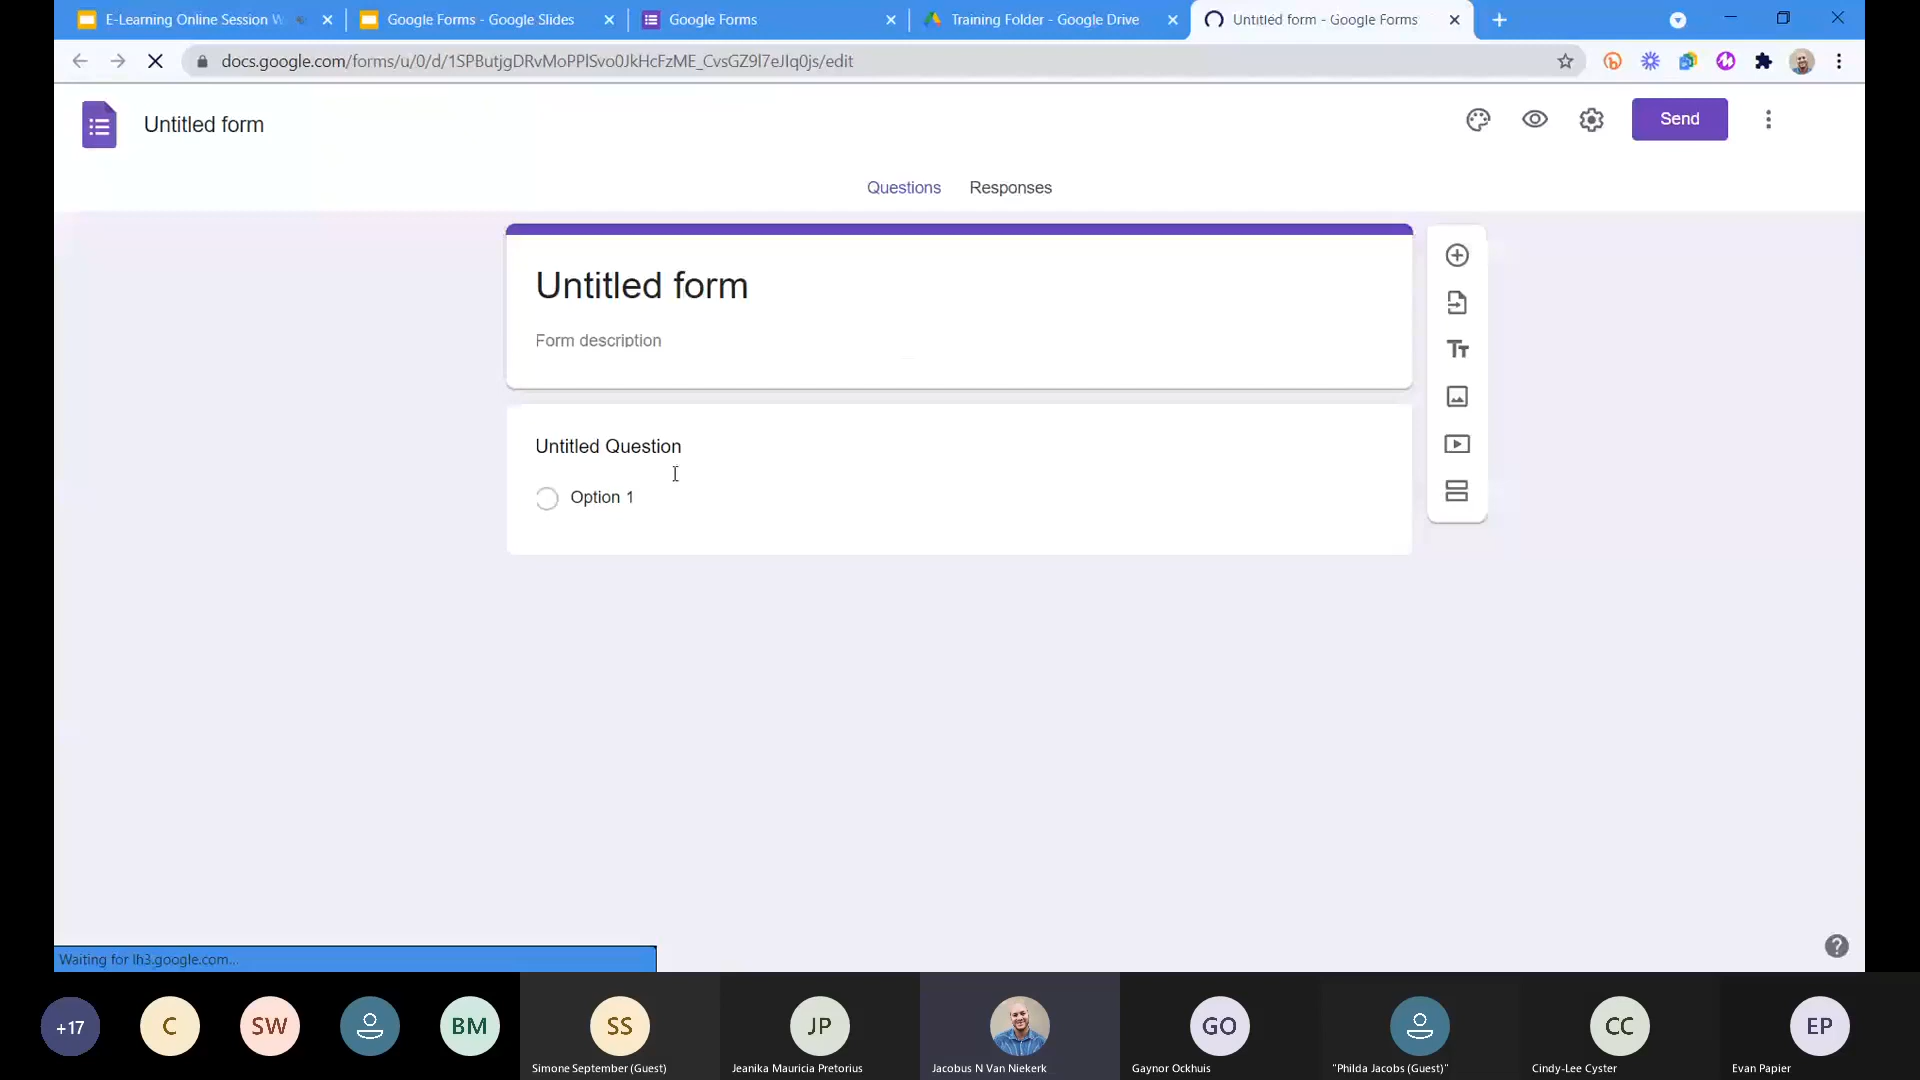 E-Learning Online Session W
Google Forms - Google Slides
Google Forms
Training Folder - Google Drive
Untitled form - Google Forms
docs.google.com/forms/u/0/d/1SPButjgDRvMoPPlSvo0JkHcFzME_CvsGZ9l7eJIq0js/edit
Untitled form
Send
Questions
Responses
Untitled form
Form description
Untitled Question
Option 1
Waiting for lh3.google.com...
+17
C
SW
BM
SS
JP
GO
CC
EP
Simone September (Guest)
Jeanika Mauricia Pretorius
Jacobus N Van Niekerk
Gaynor Ockhuis
"Philda Jacobs (Guest)"
Cindy-Lee Cyster
Evan Papier